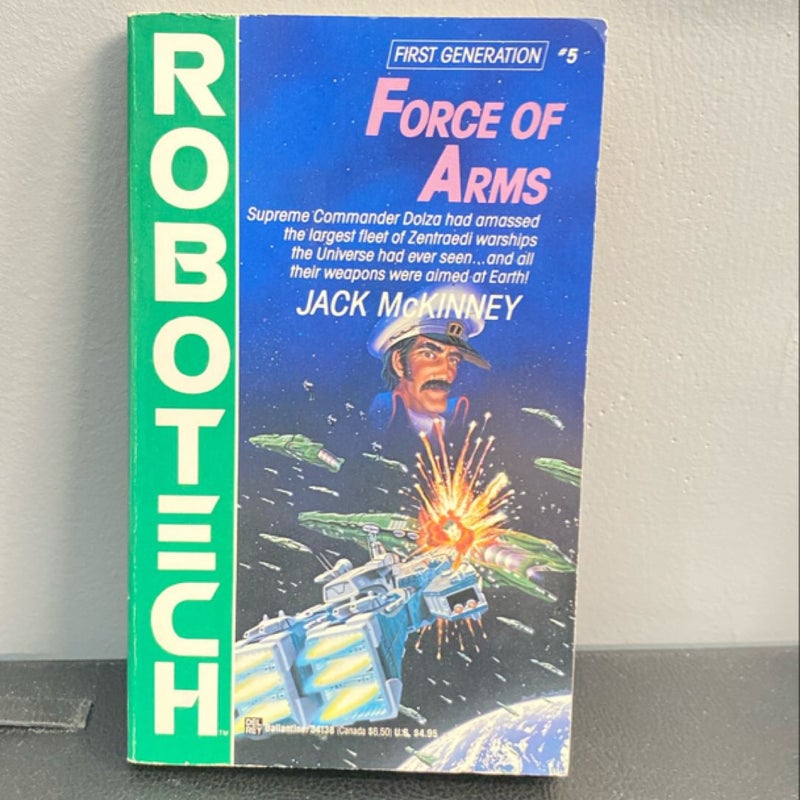 ROBOTECH™
FIRST GENERATION #5
FORCE OF
ARMS
Supreme Commander Dolza had amassed
the largest fleet of Zentraedi warships
the Universe had ever seen...and all
their weapons were aimed at Earth!
JACK McKINNEY
DEL
REY
Ballantine/34138 (Canada $6.50) U.S. $4.95